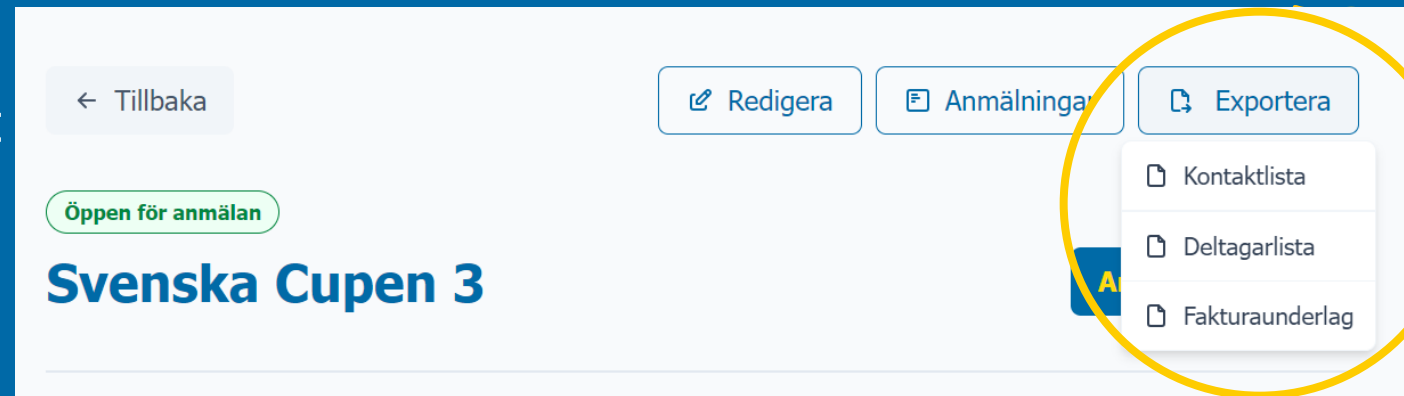 Tillbaka
Redigera
Anmälningar
Exportera
Kontaktlista
Öppen för anmälan
Deltagarlista
Svenska Cupen 3
Fakturaunderlag